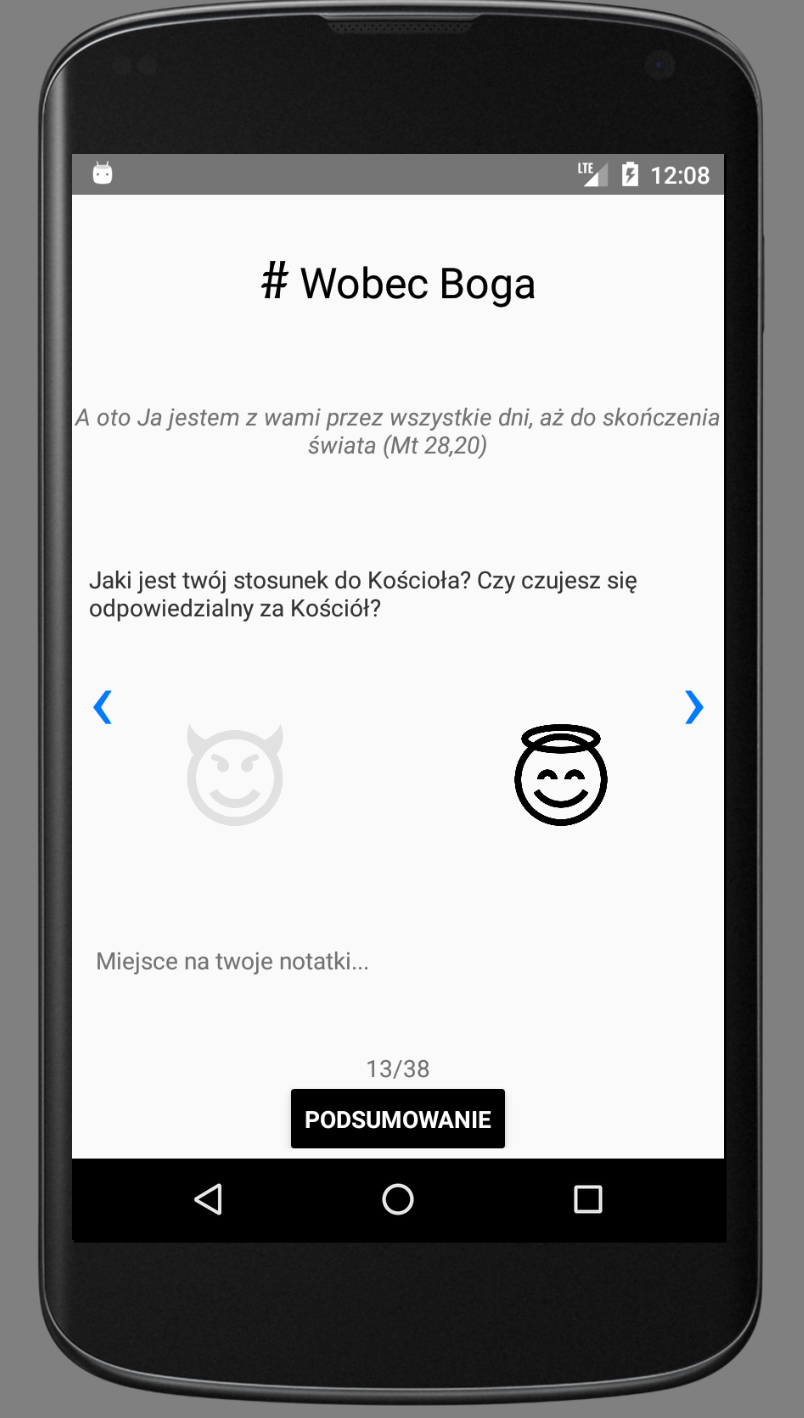 LTE 12:08
# Wobec Boga
A oto Ja jestem z wami przez wszystkie dni, aż do skończenia
świata (Mt 28,20)
Jaki jest twój stosunek do Kościoła? Czy czujesz się
odpowiedzialny za Kościół?
Miejsce na twoje notatki...
13/38
PODSUMOWANIE